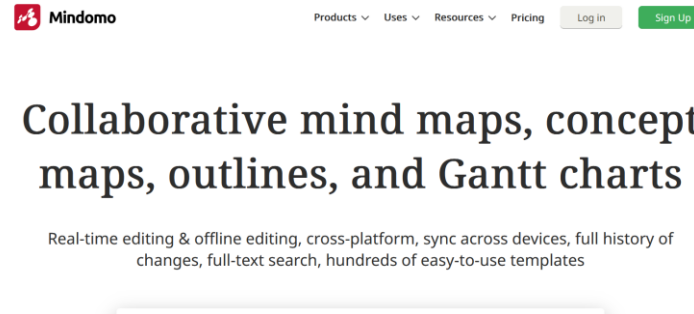 Mindomo
Products Uses Resources Pricing Log in Sign Up
Collaborative mind maps, concept
maps, outlines, and Gantt charts
Real-time editing & offline editing, cross-platform, sync across devices, full history of
changes, full-text search, hundreds of easy-to-use templates